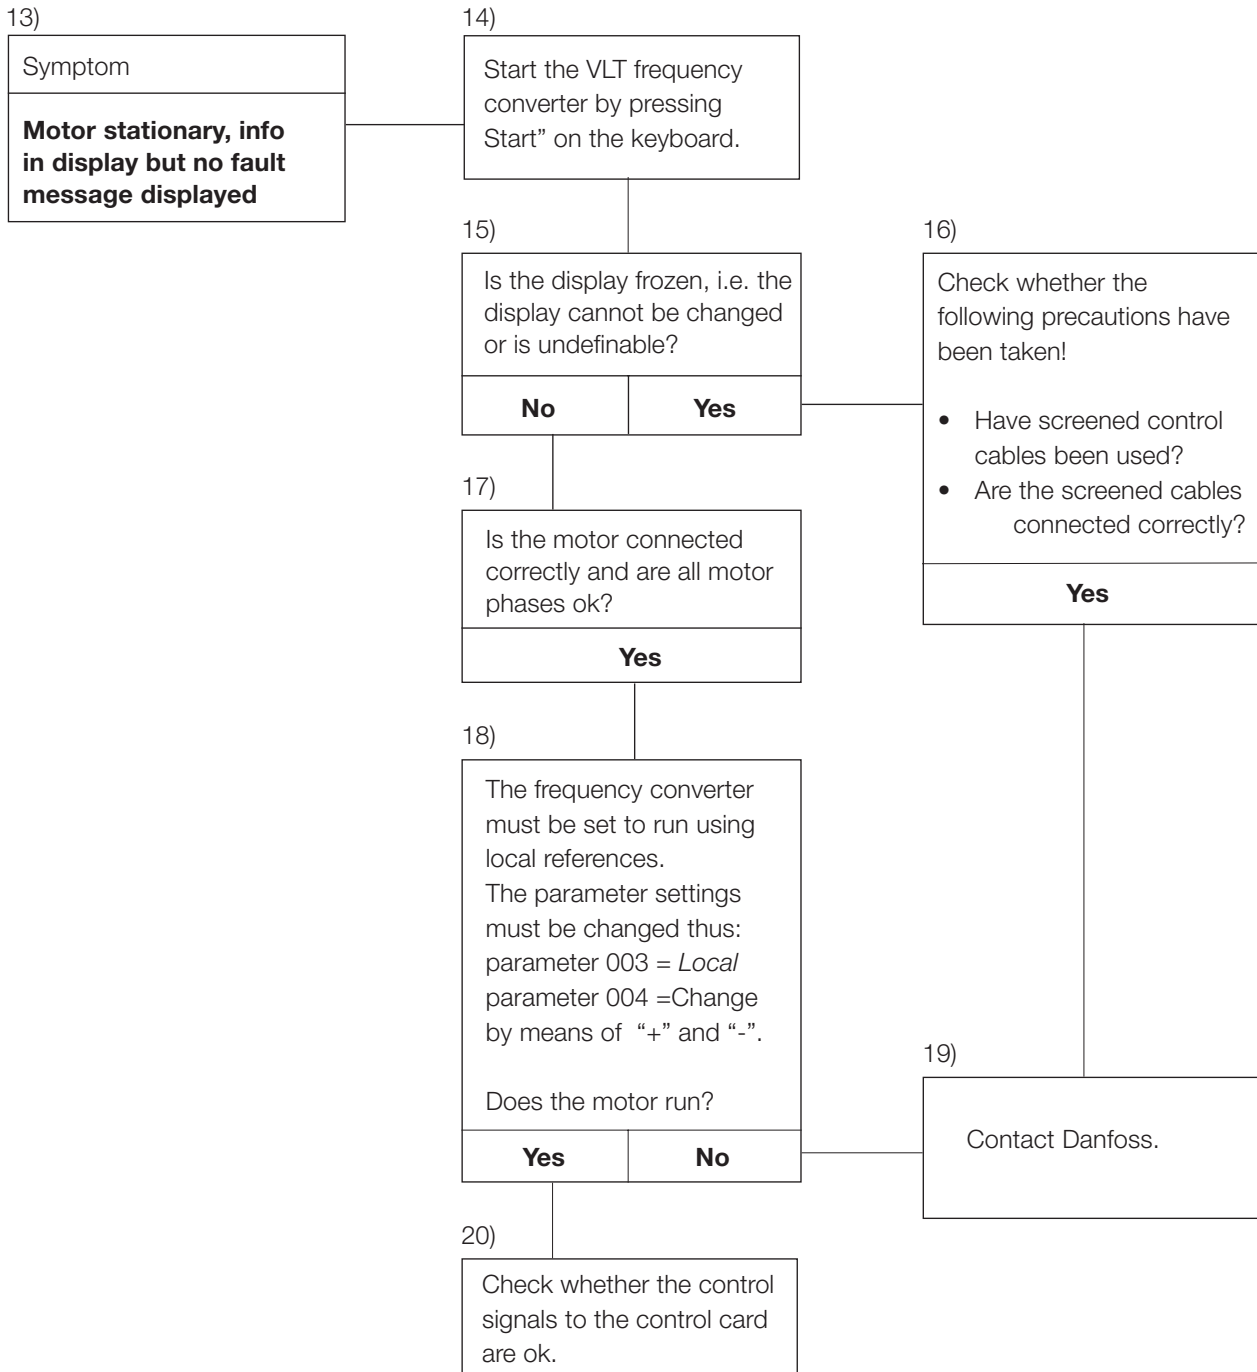 13)
Symptom
Motor stationary, info
in display but no fault
message displayed
14)
Start the VLT frequency
converter by pressing
Start” on the keyboard.
15)
Is the display frozen, i.e. the
display cannot be changed
or is undefinable?
No
Yes
16)
Check whether the
following precautions have
been taken!
• Have screened control
cables been used?
• Are the screened cables
connected correctly?
Yes
17)
Is the motor connected
correctly and are all motor
phases ok?
Yes
18)
The frequency converter
must be set to run using
local references.
The parameter settings
must be changed thus:
parameter 003 = Local
parameter 004 =Change
by means of “+” and “-”.
Does the motor run?
Yes
No
19)
Contact Danfoss.
20)
Check whether the control
signals to the control card
are ok.